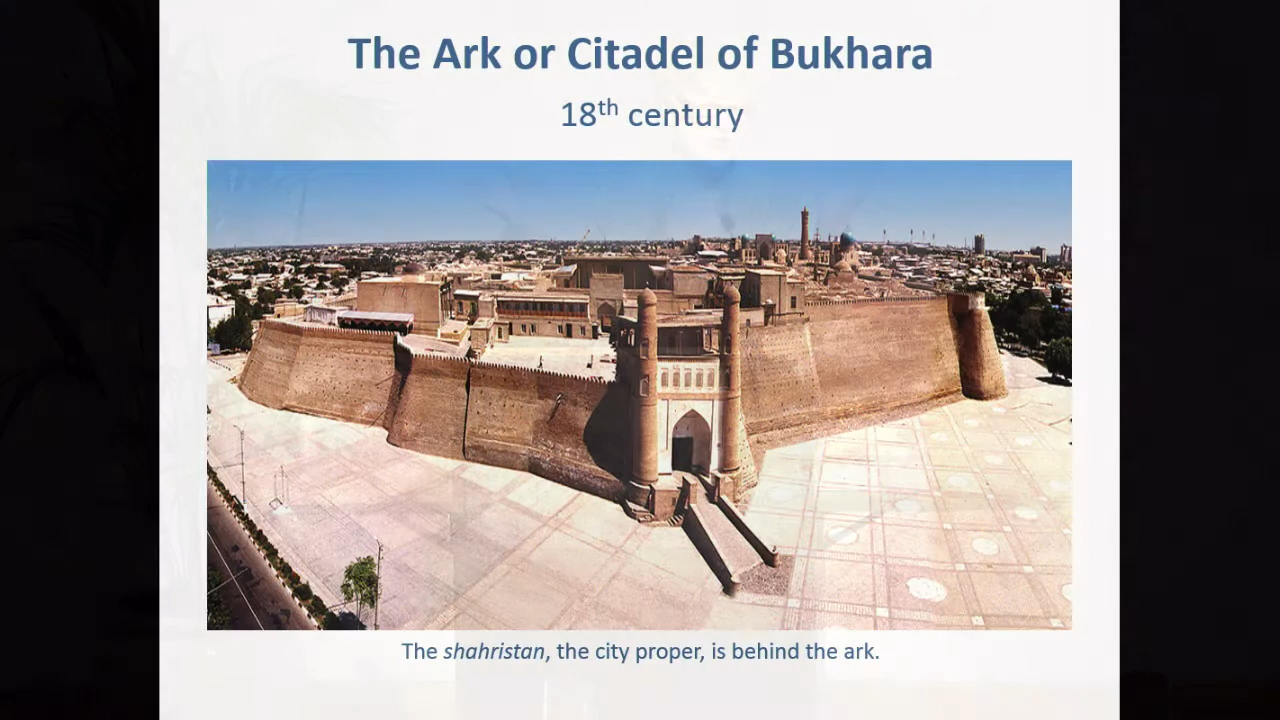 The Ark or Citadel of Bukhara
18th century
The shahristan, the city proper, is behind the ark.